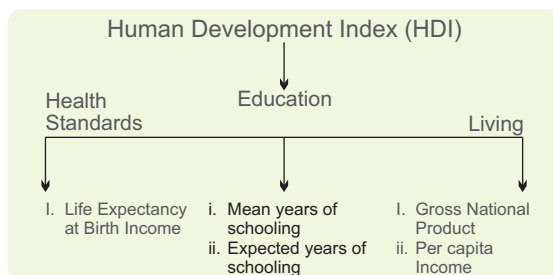 Human Development Index (HDI)
Health
Standards
Education
Living
I. Life Expectancy
at Birth Income
i. Mean years of
schooling
ii. Expected years of
schooling
I. Gross National
Product
ii. Per capita
Income